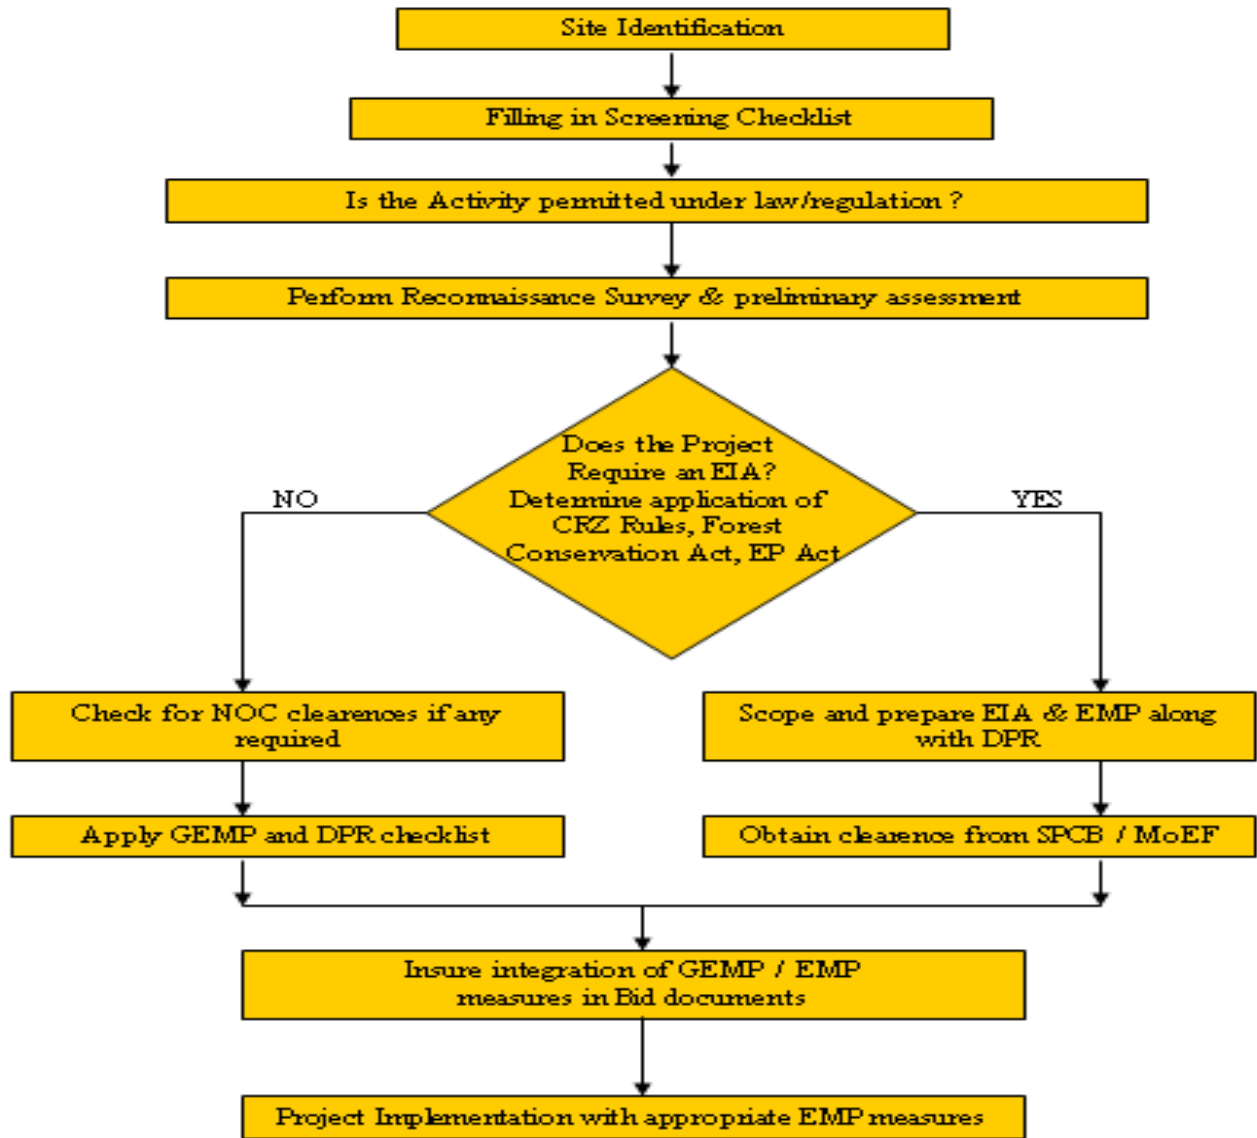 Site Identification
Filling in Screening Checklist
Is the Activity permitted under law/regulation ?
Perform Reconnaissance Survey & preliminary assessment
Does the Project
Require an EIA?
Determine application of
CRZ Rules, Forest
Conservation Act, EP Act
NO
YES
Check for NOC clearences if any
required
Scope and prepare EIA & EMP along
with DPR
Apply GEMP and DPR checklist
Obtain clearence from SPCB / MoEF
Insure integration of GEMP / EMP
measures in Bid documents
Project Implementation with appropriate EMP measures